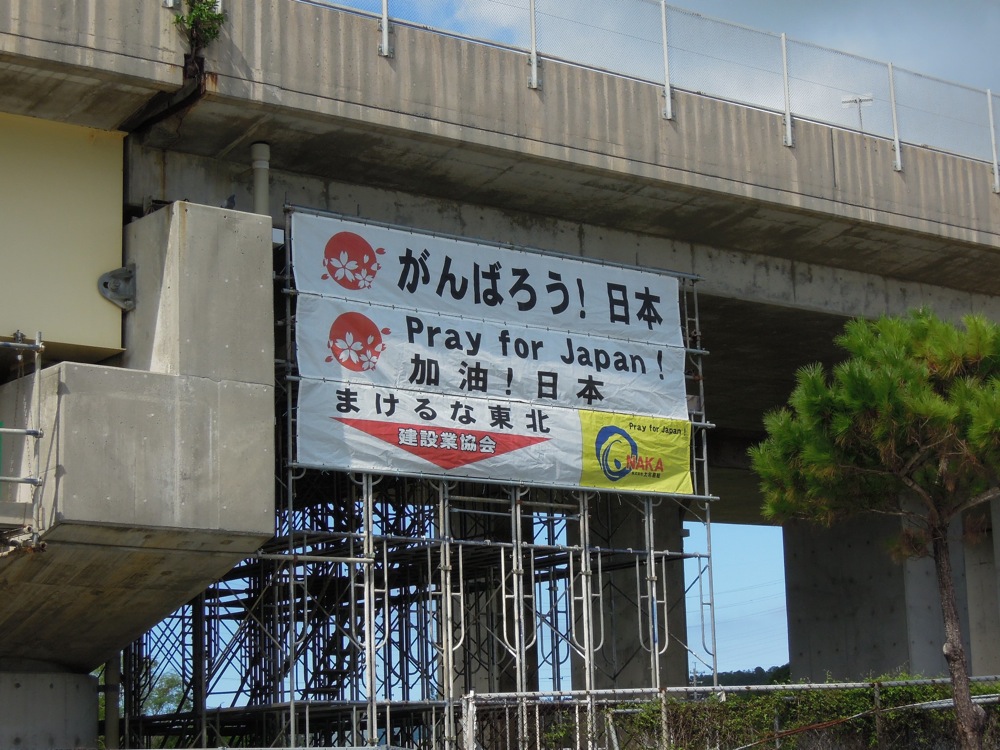 がんばろう! 日本
Pray for Japan!
加油! 日本
まけるな東北
建設業協会
Pray for Japan!
NAKA